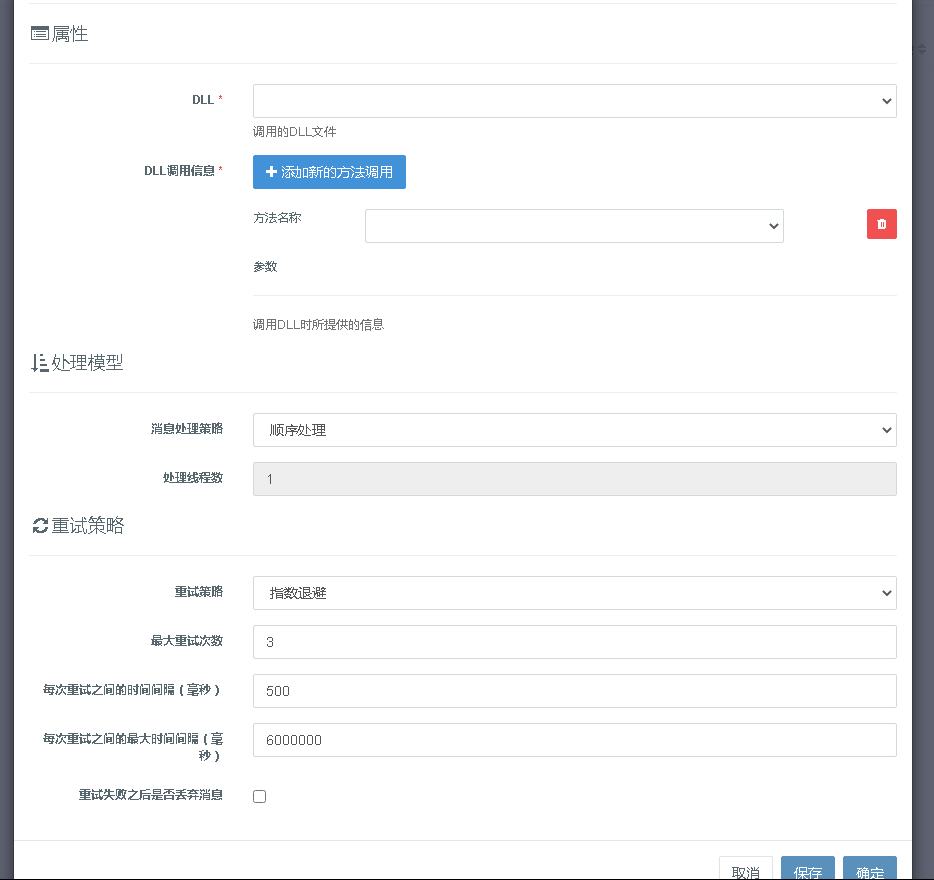 属性
DLL *
调用的DLL文件
DLL调用信息 *
添加新的方法调用
方法名称
参数
调用DLL时所提供的信息
处理模型
消息处理策略
顺序处理
处理线程数
1
重试策略
重试策略
指数退避
最大重试次数
3
每次重试之间的时间间隔（毫秒）
500
每次重试之间的最大时间间隔（毫
秒）
6000000
重试失败之后是否丢弃消息
取消
保存
确定